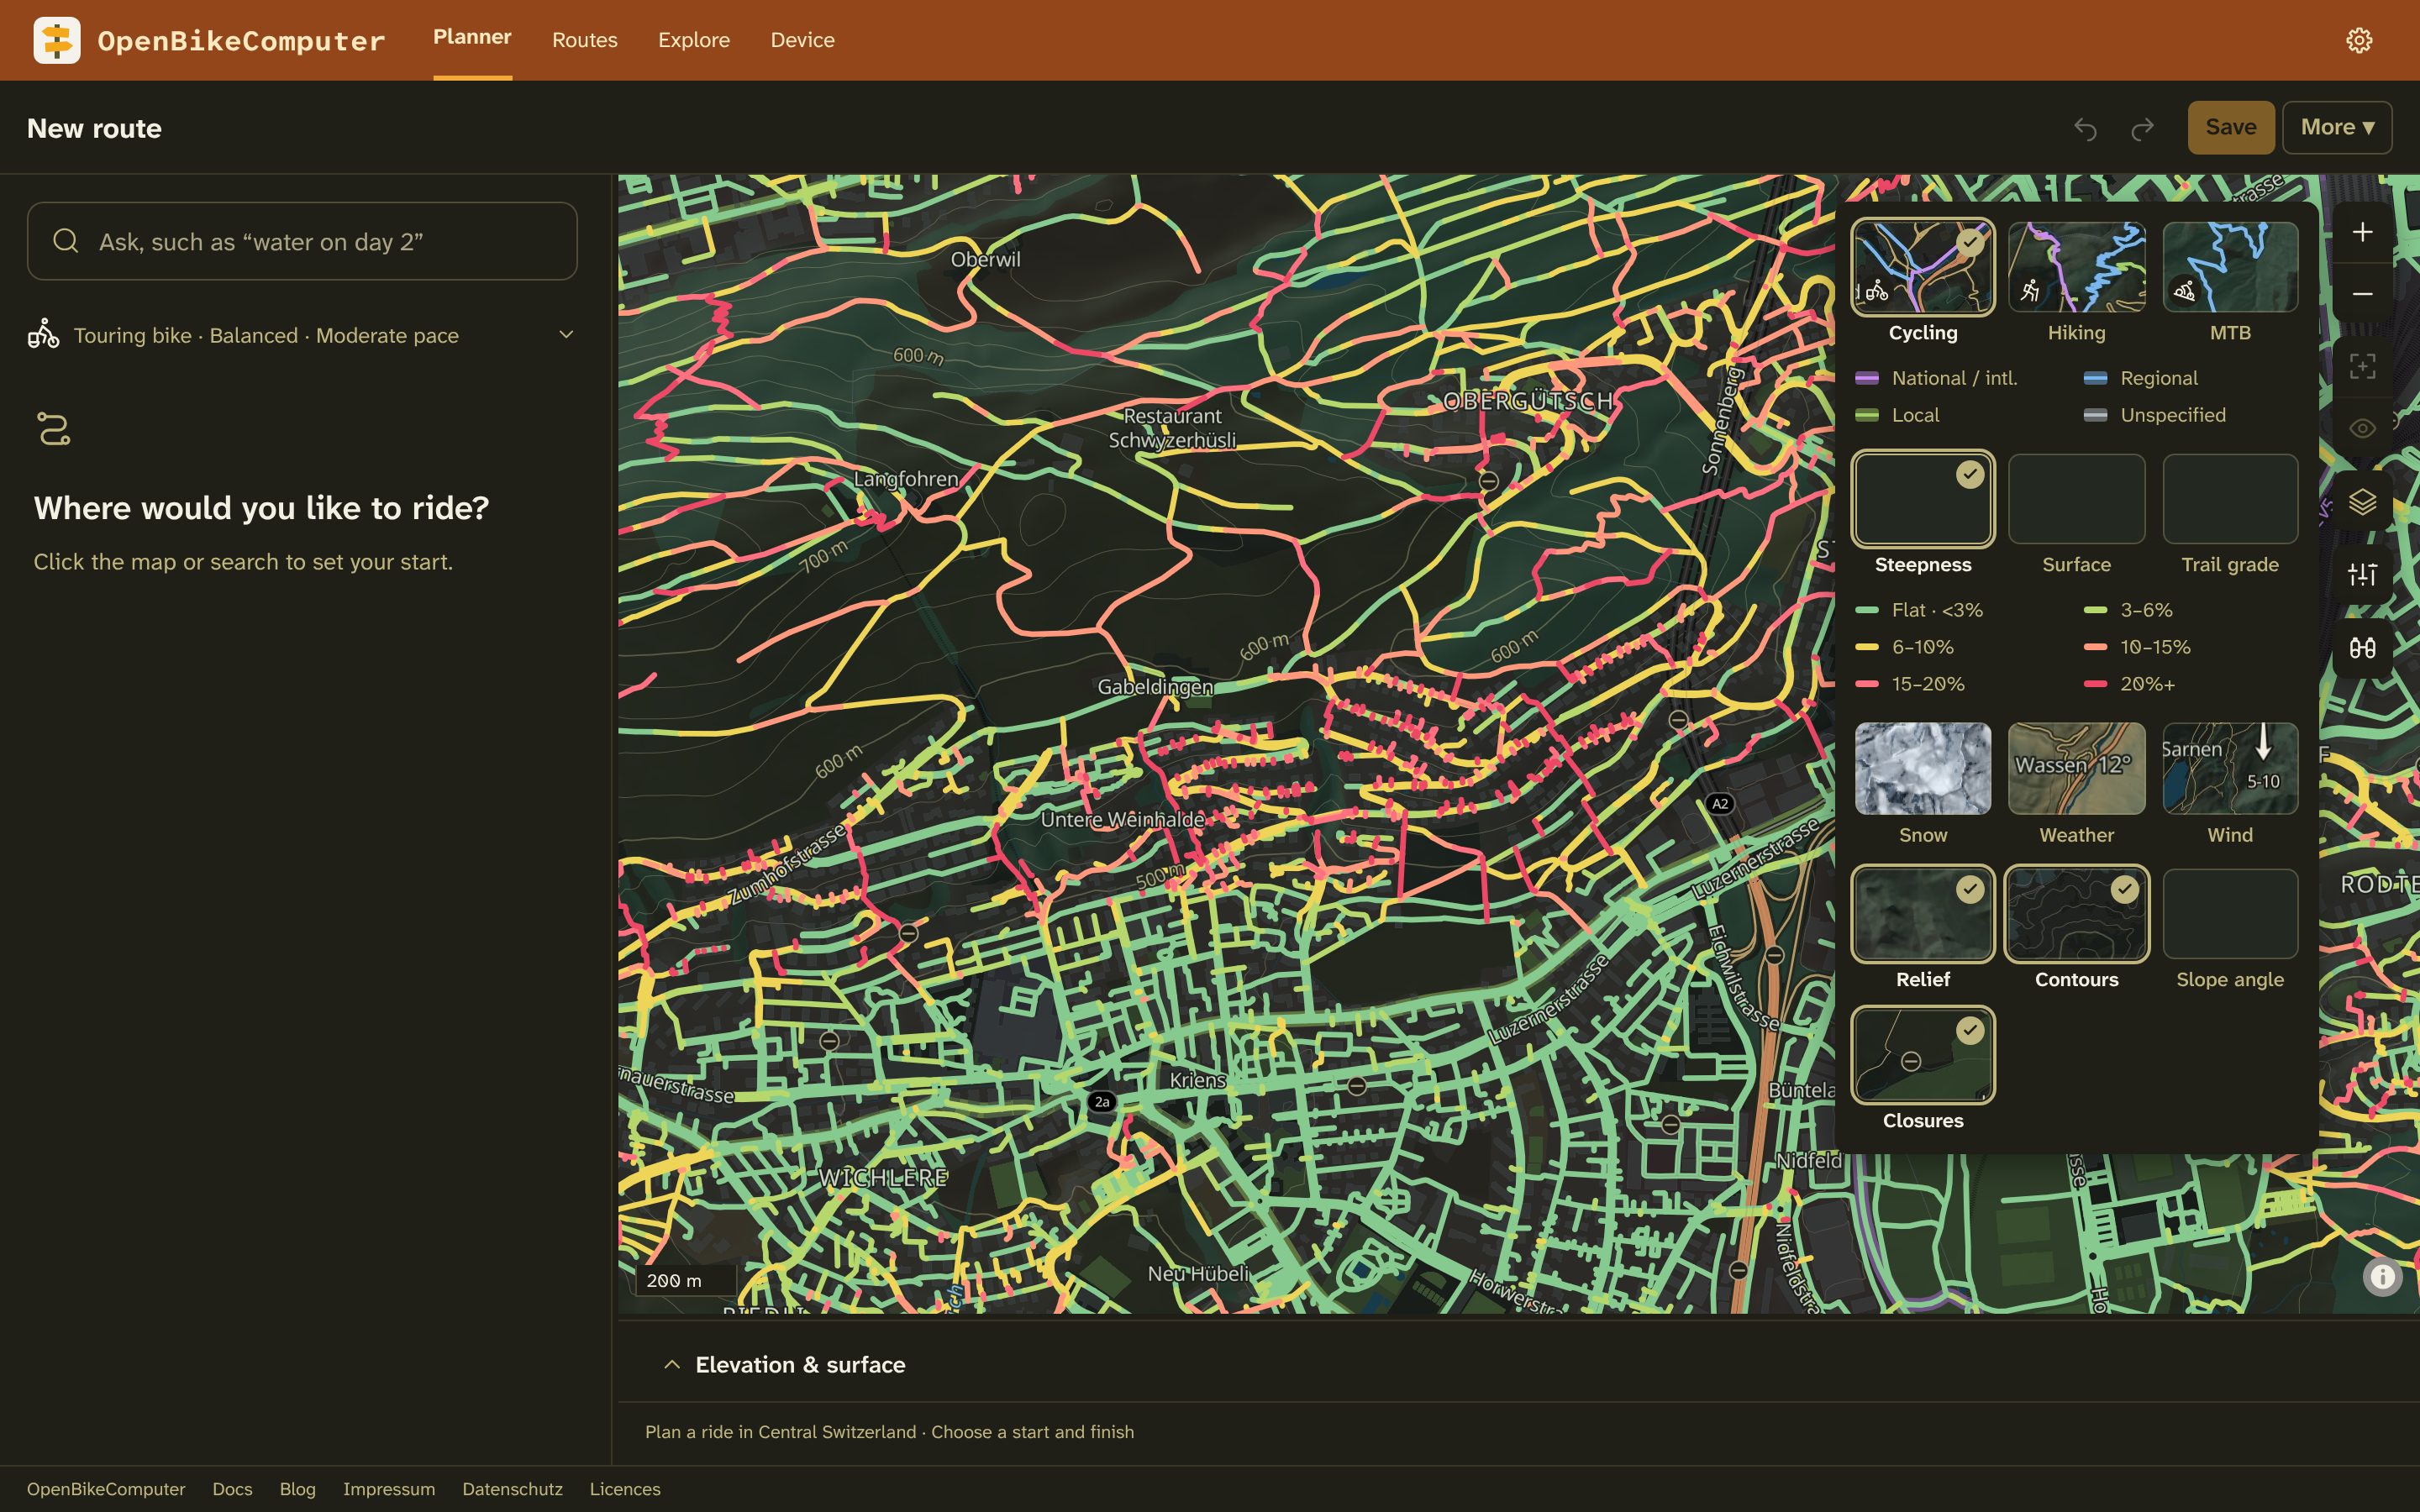 OpenBikeComputer
Planner
Routes
Explore
Device
New route
Save
More ▾
Ask, such as “water on day 2”
Touring bike · Balanced · Moderate pace
Where would you like to ride?
Click the map or search to set your start.
Oberwil
600 m
OBERGÜTSCH
Restaurant
Schwyzerhüsli
Sonnenberg
Langfohren
700 m
600 m
600 m
Gabeldingen
600 m
A2
Untere Weinhalde
Luzernerstrasse
Zumhofstrasse
500 m
Eichwilstrasse
Luzernerstrasse
nauerstrasse
Kriens
2a
Büntela
WICHLERE
Nidfeld
Neu Hübeli
Horwerstra
Nidfeldstra
200 m
Cycling
Hiking
MTB
National / intl.
Regional
Local
Unspecified
Steepness
Surface
Trail grade
Flat · <3%
3–6%
6–10%
10–15%
15–20%
20%+
Sarnen
Wassen 12°
5-10
Snow
Weather
Wind
Relief
Contours
Slope angle
Closures
Elevation & surface
Plan a ride in Central Switzerland · Choose a start and finish
OpenBikeComputer
Docs
Blog
Impressum
Datenschutz
Licences